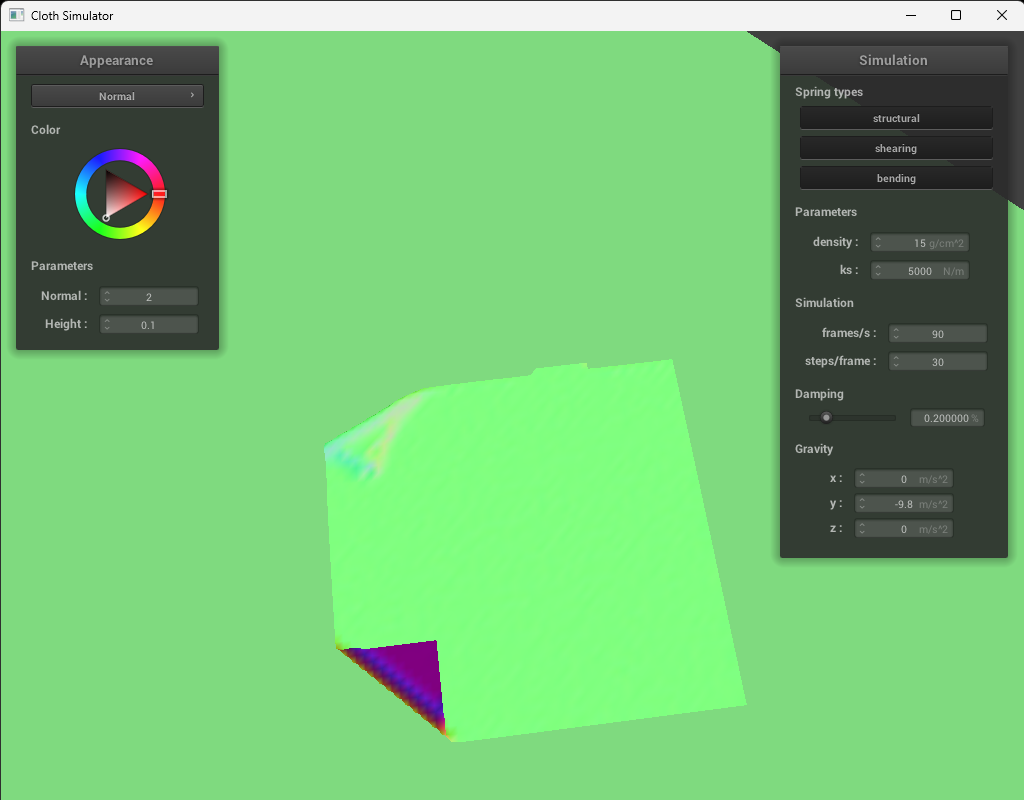 Cloth Simulator
Appearance
Normal
Color
Parameters
Normal : 2
Height : 0.1
Simulation
Spring types
structural
shearing
bending
Parameters
density : 15 g/cm^2
ks : 5000 N/m
Simulation
frames/s : 90
steps/frame : 30
Damping
0.200000 %
Gravity
x : 0 m/s^2
y : -9.8 m/s^2
z : 0 m/s^2